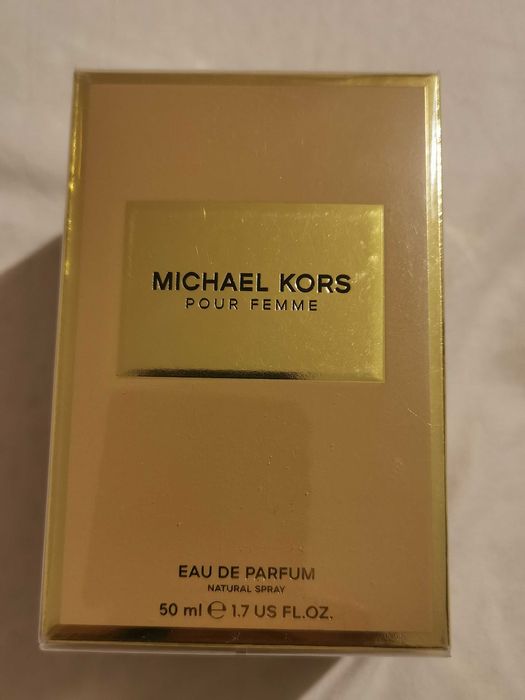 MICHAEL KORS
POUR FEMME
EAU DE PARFUM
NATURAL SPRAY
50 ml ℮ 1.7 US FL.OZ.